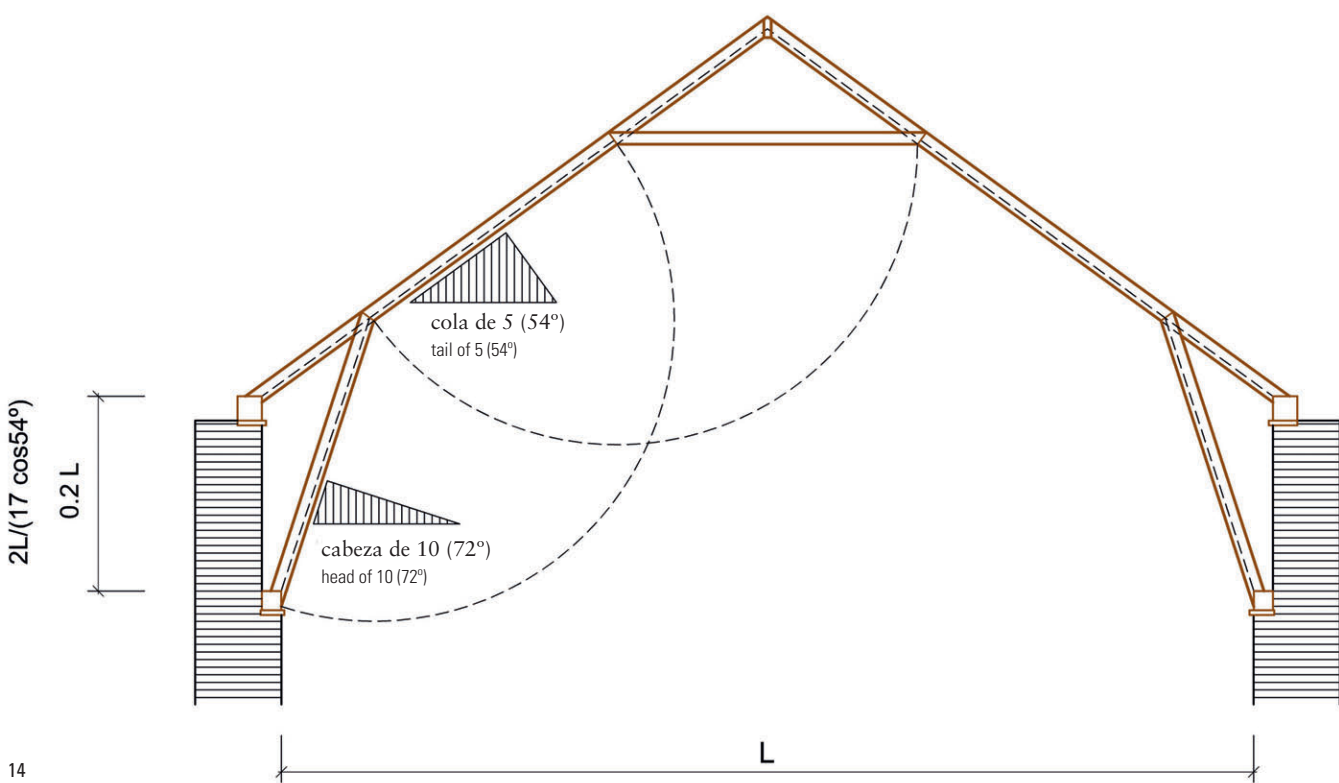 cola de 5 (54º)
tail of 5 (54º)
2L/(17 cos54º)
0.2 L
cabeza de 10 (72º)
head of 10 (72º)
L
14